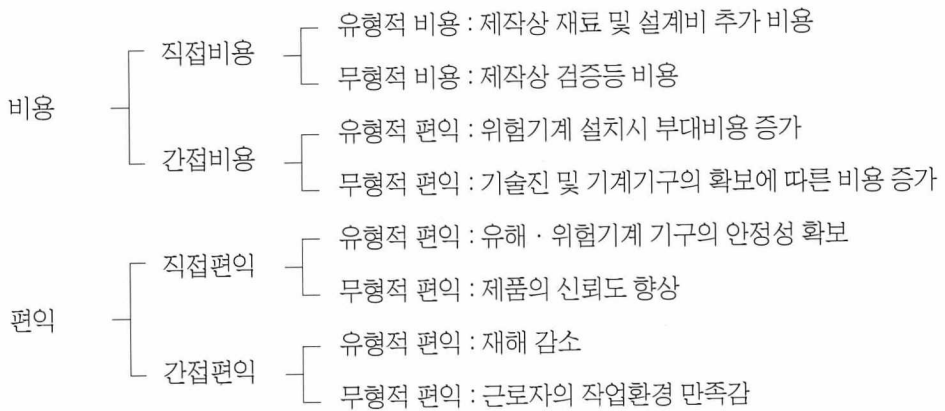 유형적 비용 : 제작상 재료 및 설계비 추가 비용
직접비용
무형적 비용 : 제작상 검증등 비용
비용
유형적 편익 : 위험기계 설치시 부대비용 증가
간접비용
무형적 편익 : 기술진 및 기계기구의 확보에 따른 비용 증가
유형적 편익 : 유해 · 위험기계 기구의 안정성 확보
직접편익
무형적 편익 : 제품의 신뢰도 향상
편익
유형적 편익 : 재해 감소
간접편익
무형적 편익 : 근로자의 작업환경 만족감